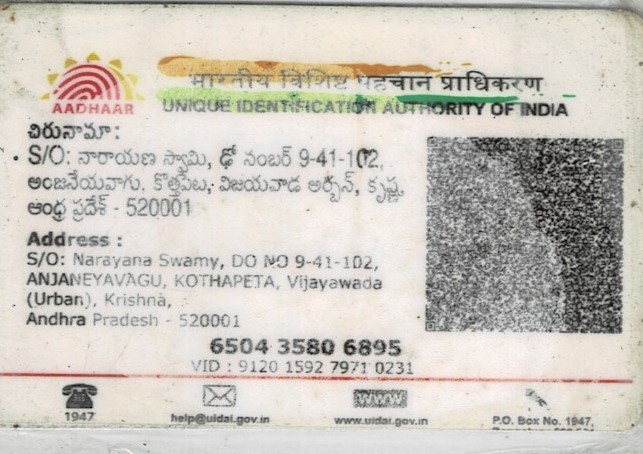 भारतीय विशिष्ट पहचान प्राधिकरण
AADHAAR
UNIQUE IDENTIFICATION AUTHORITY OF INDIA
చిరునామా:
S/O: నారాయణ స్వామి, డో నంబర్ 9-41-102,
అంజనేయవాగు, కొత్తపేట, విజయవాడ అర్బన్, కృష్ణ,
ఆంధ్ర ప్రదేశ్ - 520001
Address :
S/O: Narayana Swamy, DO NO 9-41-102,
ANJANEYAVAGU, KOTHAPETA, Vijayawada
(Urban), Krishna,
Andhra Pradesh - 520001
6504 3580 6895
VID : 9120 1592 7971 0231
1947
help@uidai.gov.in
www
www.uidai.gov.in
P.O. Box No. 1947,